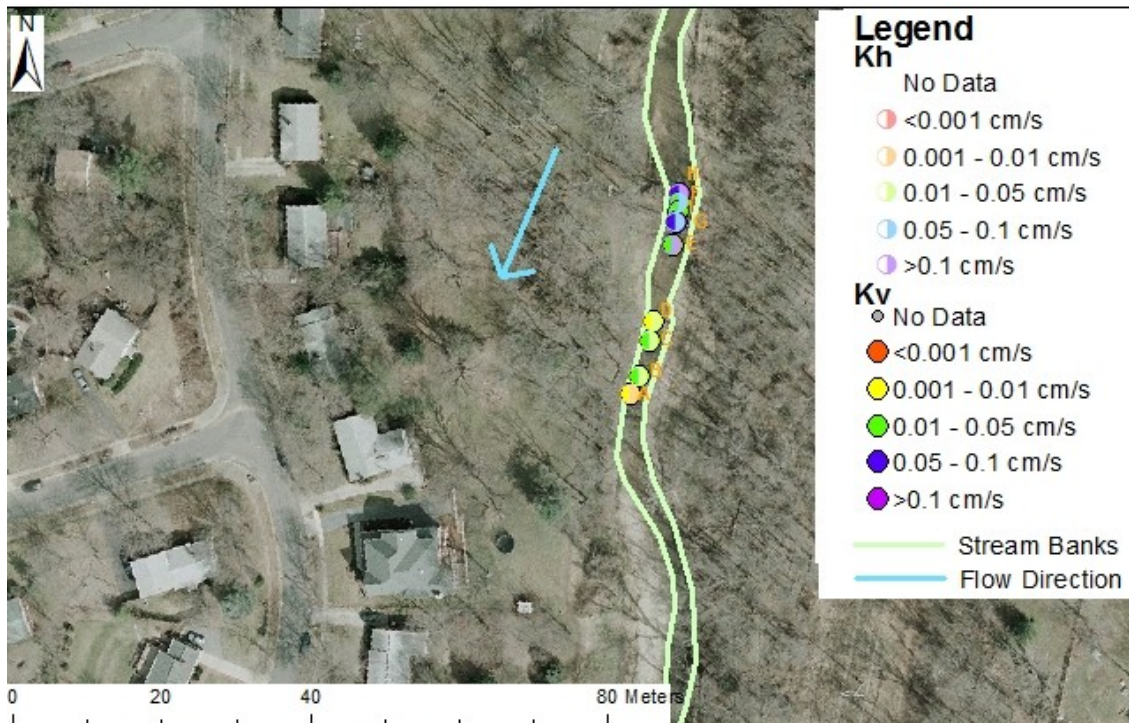 N
Legend
Kh
No Data
<0.001 cm/s
0.001 - 0.01 cm/s
0.01 - 0.05 cm/s
0.05 - 0.1 cm/s
>0.1 cm/s
Kv
No Data
<0.001 cm/s
0.001 - 0.01 cm/s
0.01 - 0.05 cm/s
0.05 - 0.1 cm/s
>0.1 cm/s
Stream Banks
Flow Direction
A
0 20 40 80 Meters